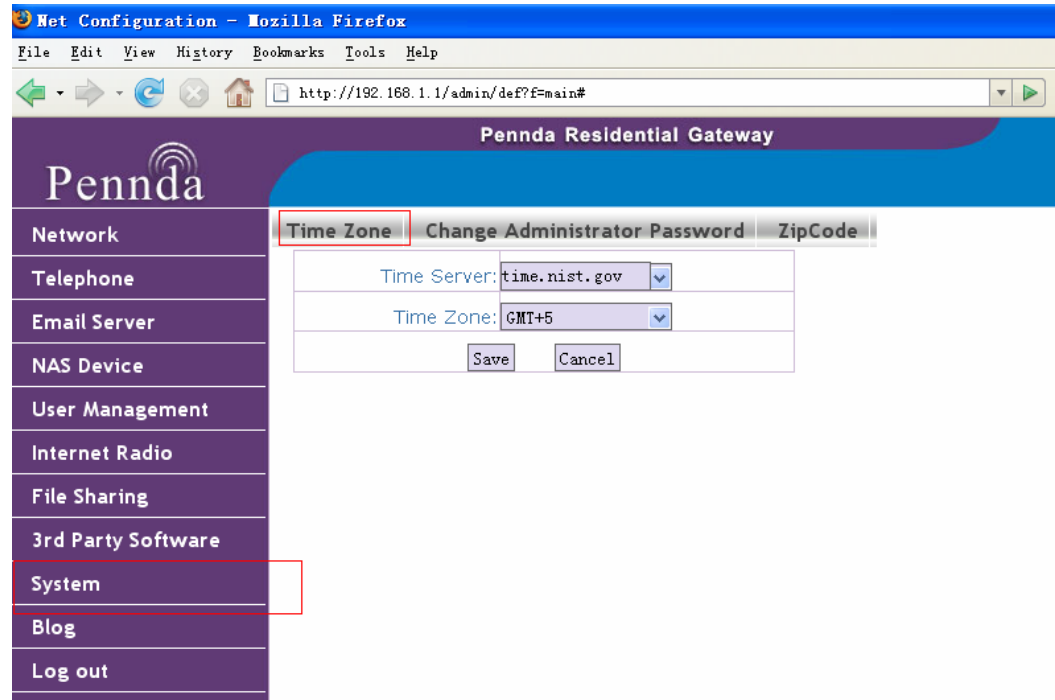 Net Configuration - Mozilla Firefox
File Edit View History Bookmarks Tools Help
http://192.168.1.1/admin/def?f=main#
Pennda Residential Gateway
Pennda
Time Zone Change Administrator Password ZipCode
Time Server: time.nist.gov
Time Zone: GMT+5
Save Cancel
Network
Telephone
Email Server
NAS Device
User Management
Internet Radio
File Sharing
3rd Party Software
System
Blog
Log out